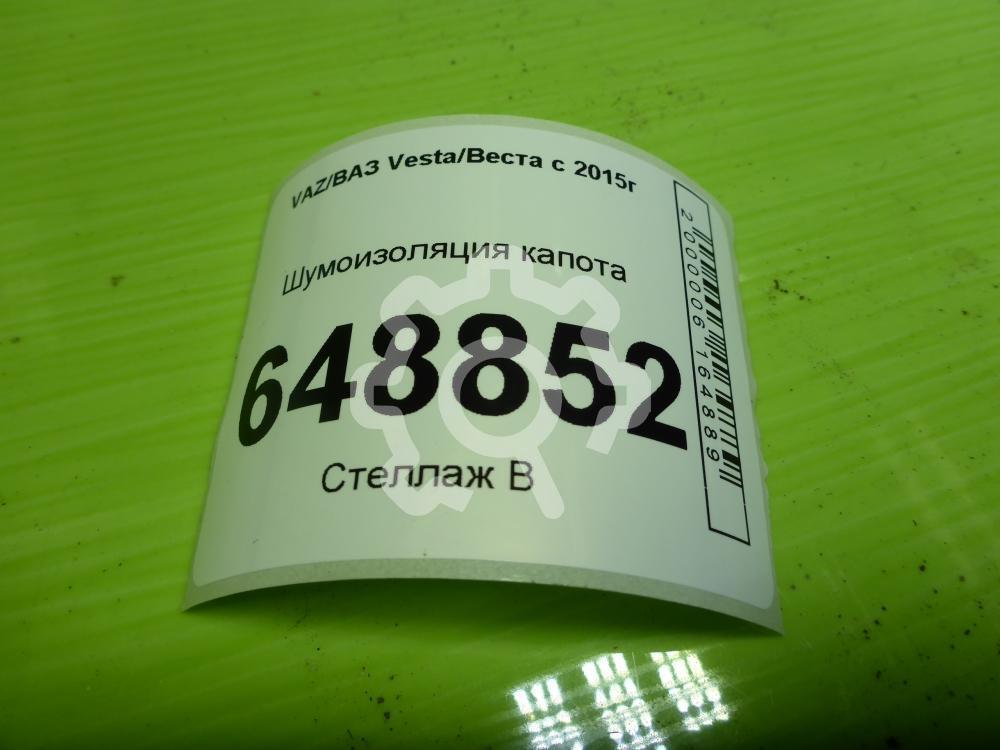 VAZ/ВАЗ Vesta/Веста с 2015г
Шумоизоляция капота
648852
Стеллаж В
2000006164889